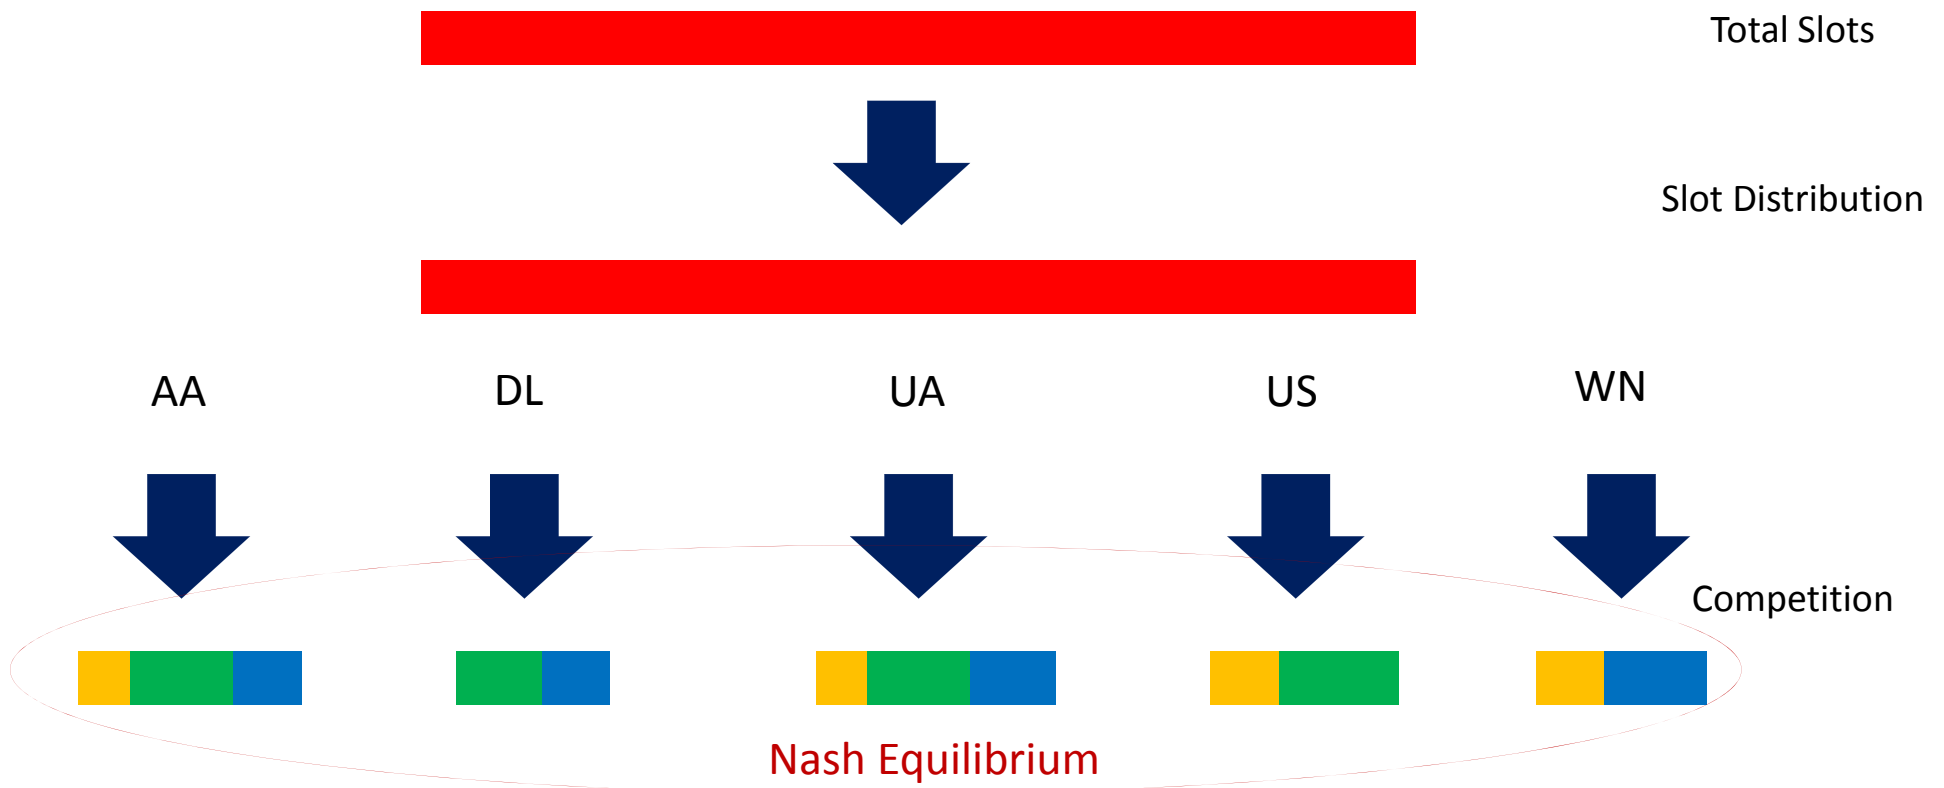 Total Slots
Slot Distribution
AA
DL
UA
US
WN
Competition
Nash Equilibrium